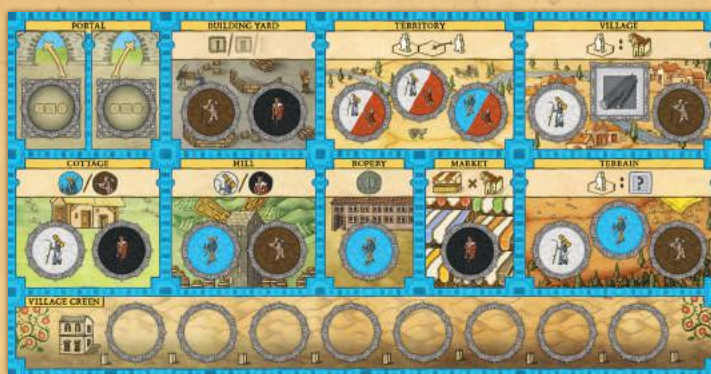 PORTAL
BUILDING YARD
TERRITORY
VILLAGE
COTTAGE
MILL
ROPERY
MARKET
TERRAIN
?
VILLAGE GREEN